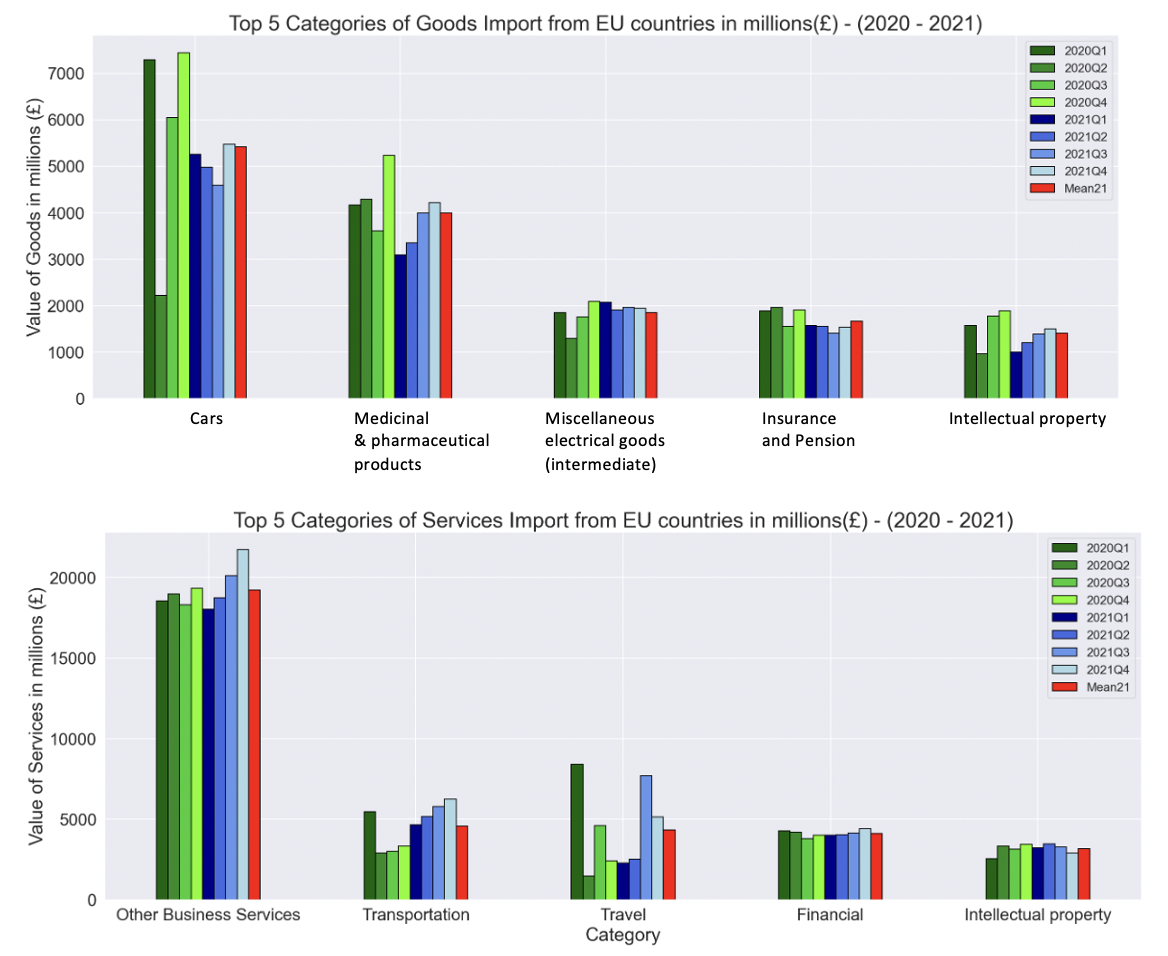 Top 5 Categories of Goods Import from EU countries in millions(£) - (2020 - 2021)
Value of Goods in millions (£)
7000
6000
5000
4000
3000
2000
1000
0
2020Q1
2020Q2
2020Q3
2020Q4
2021Q1
2021Q2
2021Q3
2021Q4
Mean21
Cars
Medicinal
& pharmaceutical
products
Miscellaneous
electrical goods
(intermediate)
Insurance
and Pension
Intellectual property
Top 5 Categories of Services Import from EU countries in millions(£) - (2020 - 2021)
Value of Services in millions (£)
20000
15000
10000
5000
0
2020Q1
2020Q2
2020Q3
2020Q4
2021Q1
2021Q2
2021Q3
2021Q4
Mean21
Other Business Services
Transportation
Travel
Financial
Intellectual property
Category